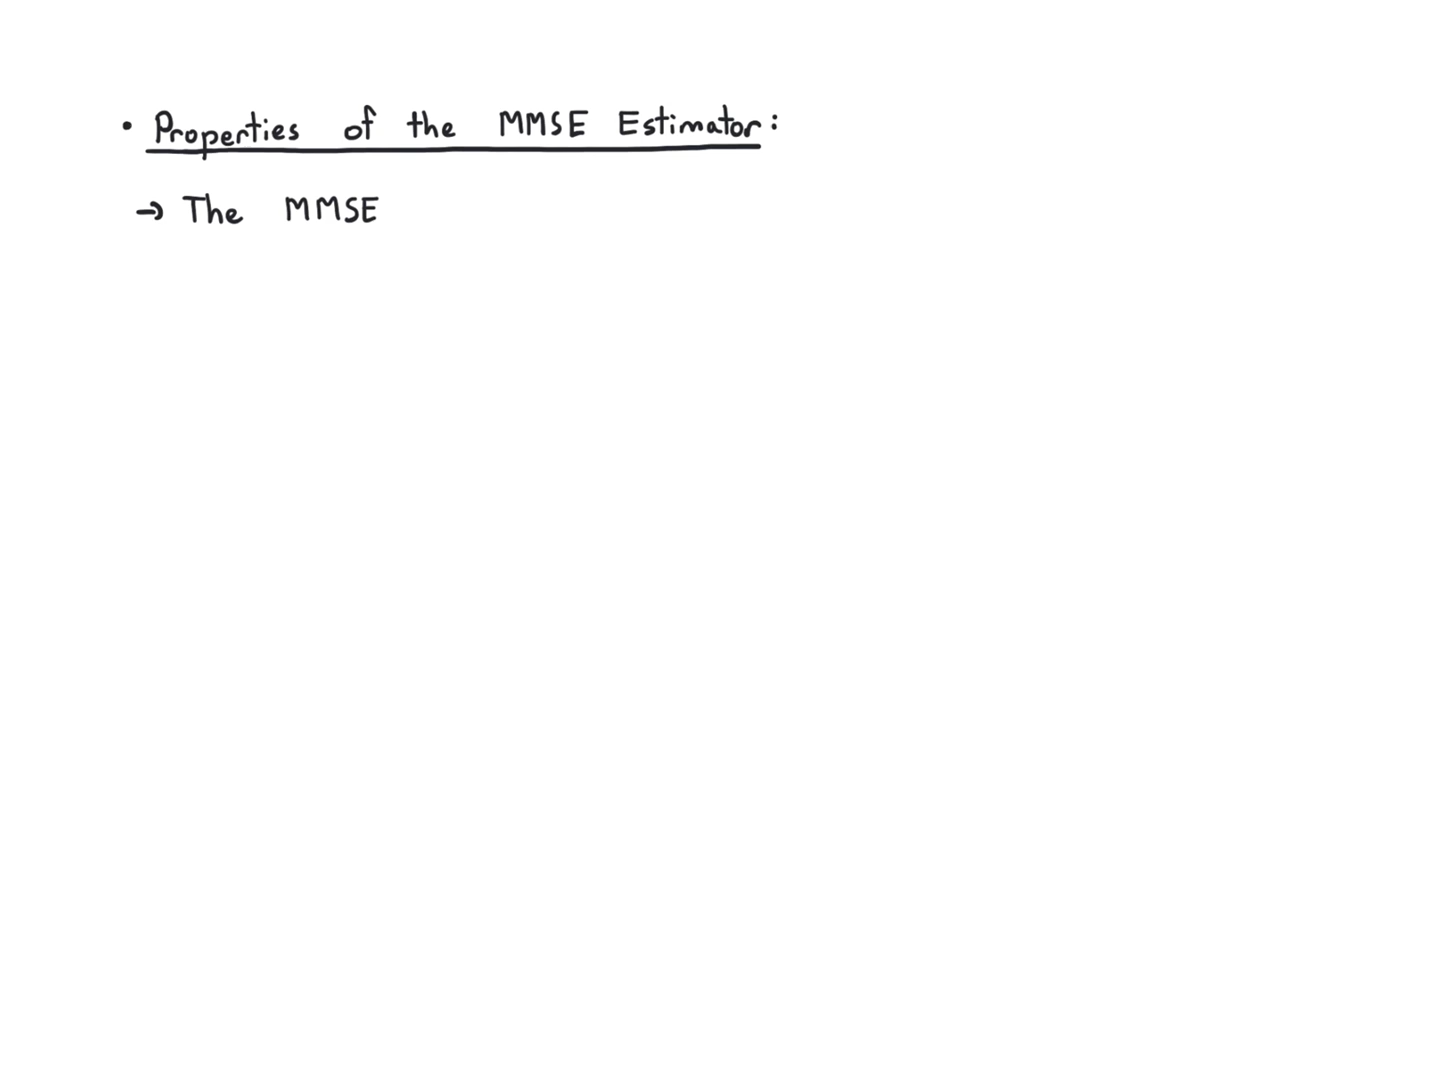 • Properties of the MMSE Estimator:
→ The MMSE